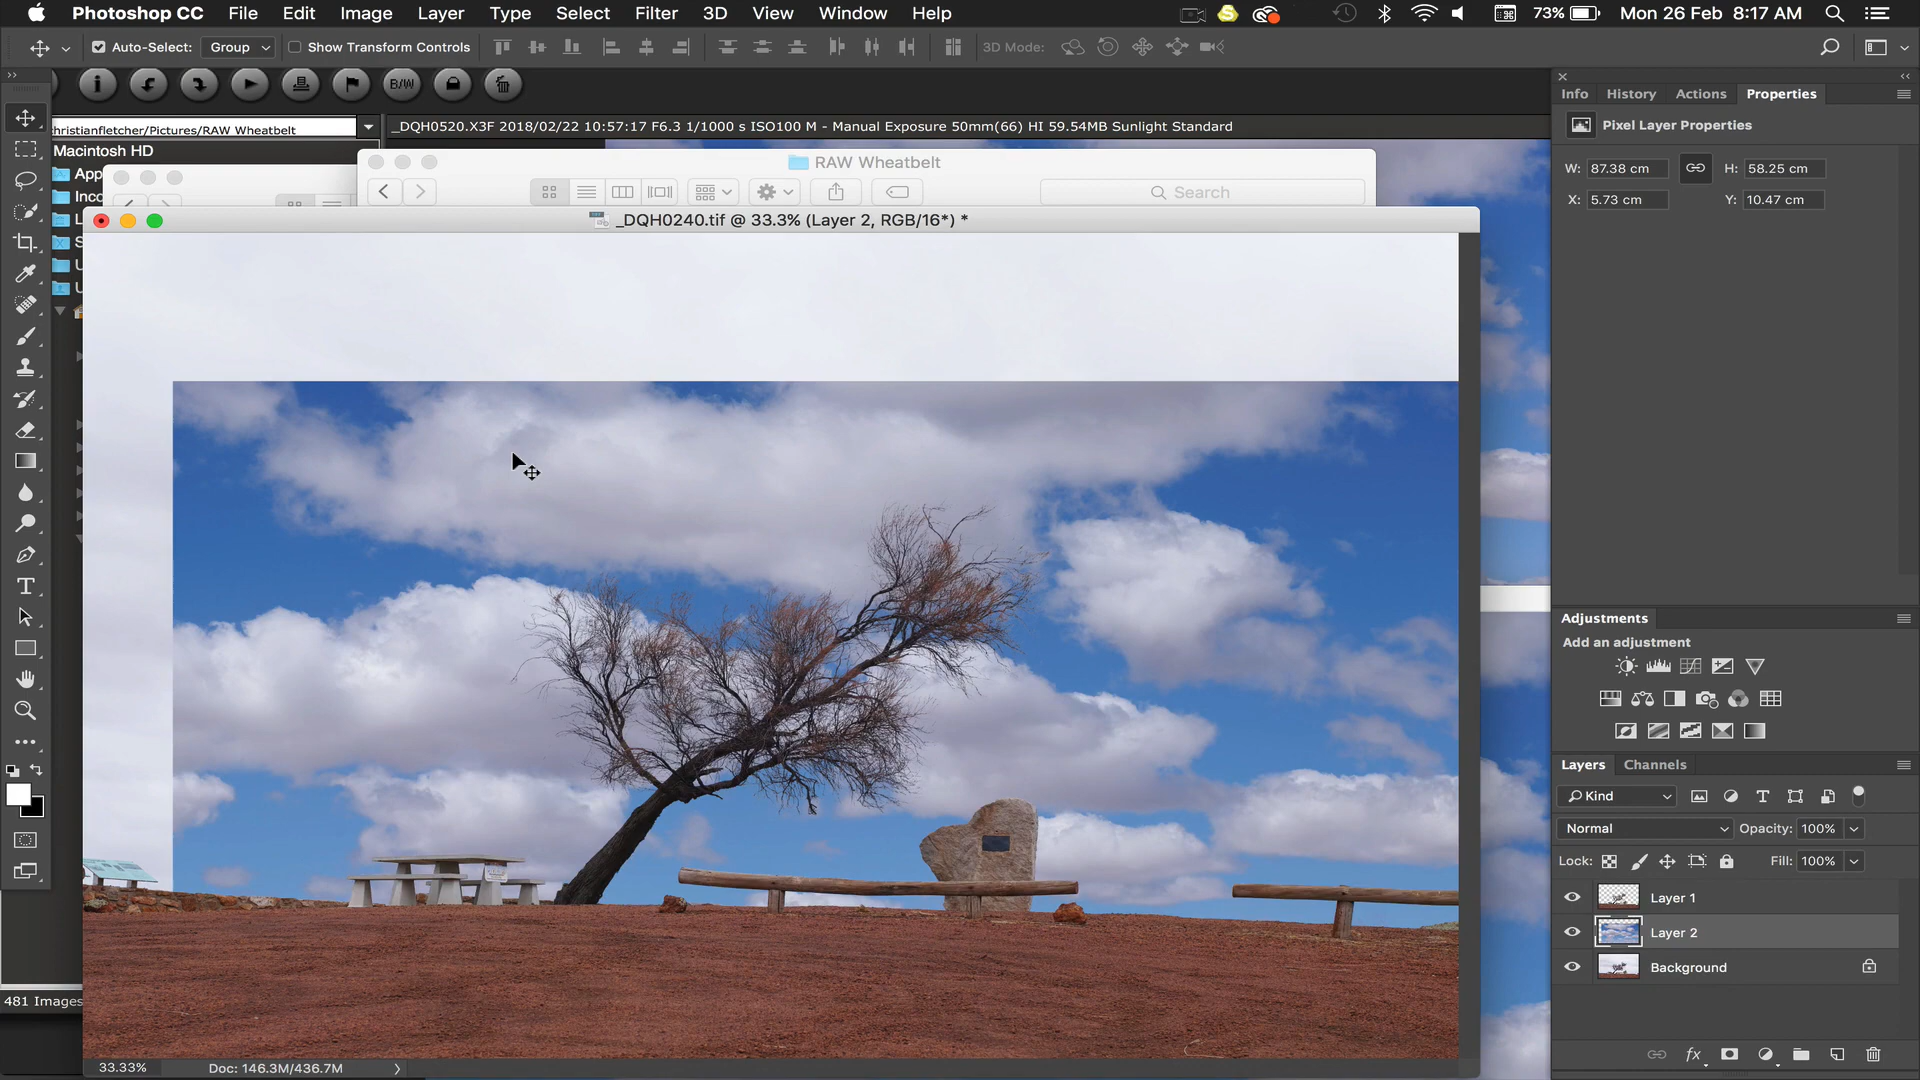 Photoshop CC File Edit Image Layer Type Select Filter 3D View Window Help 73% Mon 26 Feb 8:17 AM
Auto-Select: Group Show Transform Controls 3D Mode:
B/W
hristianfletcher/Pictures/RAW Wheatbelt
_DQH0520.X3F 2018/02/22 10:57:17 F6.3 1/1000 s ISO100 M - Manual Exposure 50mm(66) HI 59.54MB Sunlight Standard
Macintosh HD
App
Inco
L
S
U
U
RAW Wheatbelt
Search
_DQH0240.tif @ 33.3% (Layer 2, RGB/16*) *
481 Images
33.33% Doc: 146.3M/436.7M
Info History Actions Properties
Pixel Layer Properties
W: 87.38 cm H: 58.25 cm
X: 5.73 cm Y: 10.47 cm
Adjustments
Add an adjustment
Layers Channels
Kind
Normal Opacity: 100%
Lock: Fill: 100%
Layer 1
Layer 2
Background
fx